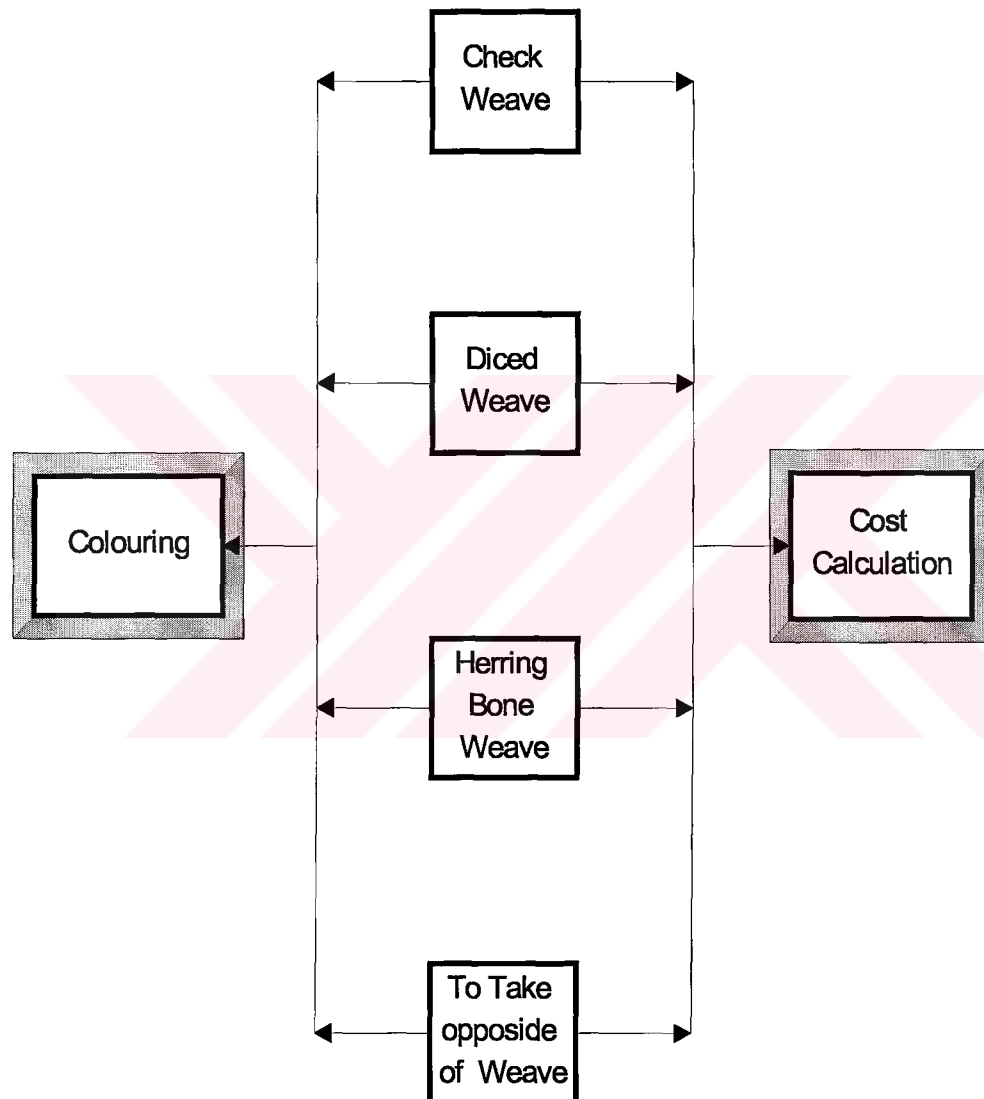 Check
Weave
Diced
Weave
Colouring
Cost
Calculation
Herring
Bone
Weave
To Take
opposide
of Weave